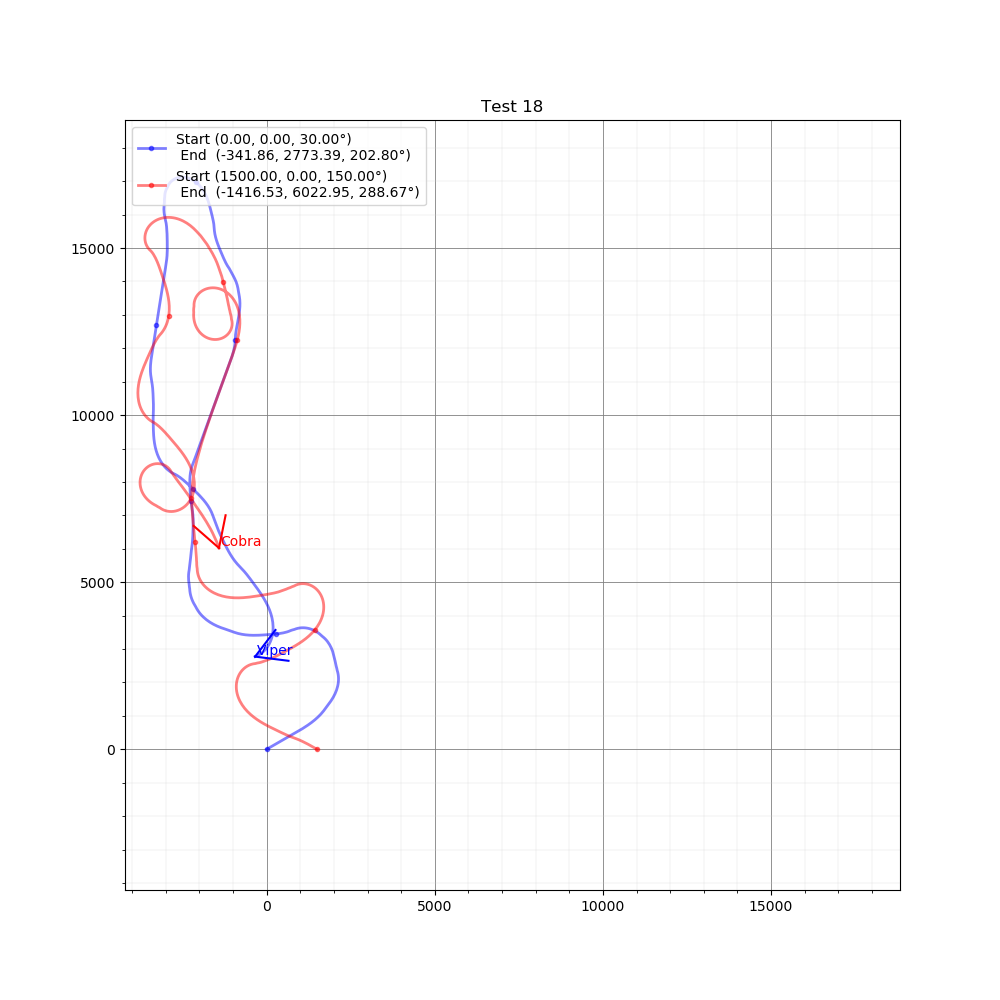 Test 18
Start (0.00, 0.00, 30.00°)
End (-341.86, 2773.39, 202.80°)
Start (1500.00, 0.00, 150.00°)
End (-1416.53, 6022.95, 288.67°)
15000
10000
Cobra
5000
Viper
0
0 5000 10000 15000